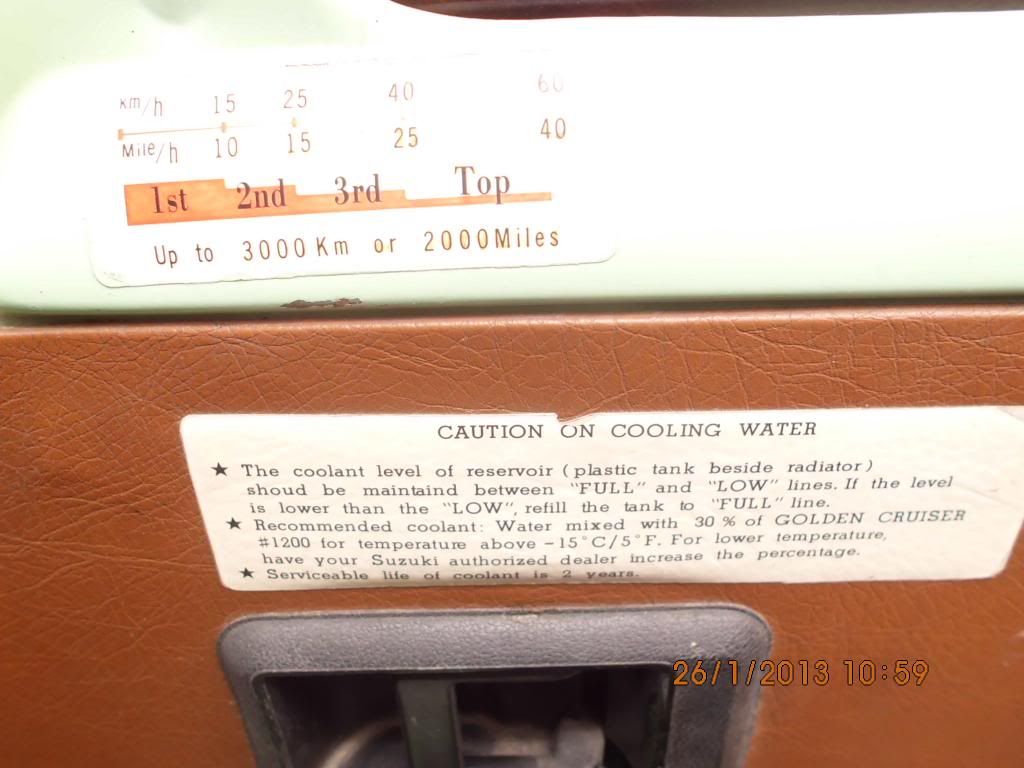 Km/h 15 25 40 60
Mile/h 10 15 25 40
1st 2nd 3rd Top
Up to 3000Km or 2000Miles
CAUTION ON COOLING WATER
★ The coolant level of reservoir (plastic tank beside radiator)
shoud be maintaind between "FULL" and "LOW" lines. If the level
is lower than the "LOW", refill the tank to "FULL" line.
★ Recommended coolant: Water mixed with 30% of GOLDEN CRUISER
#1200 for temperature above -15°C/5°F. For lower temperature,
have your Suzuki authorized dealer increase the percentage.
★ Serviceable life of coolant is 2 years.
26/1/2013 10:59